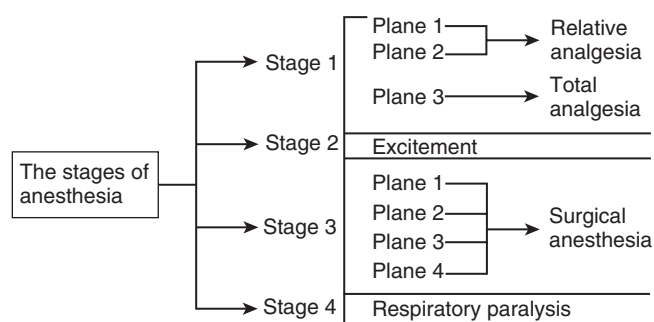 The stages of
anesthesia
Stage 1
Plane 1
Plane 2
Relative
analgesia
Plane 3
Total
analgesia
Stage 2
Excitement
Stage 3
Plane 1
Plane 2
Plane 3
Plane 4
Surgical
anesthesia
Stage 4
Respiratory paralysis